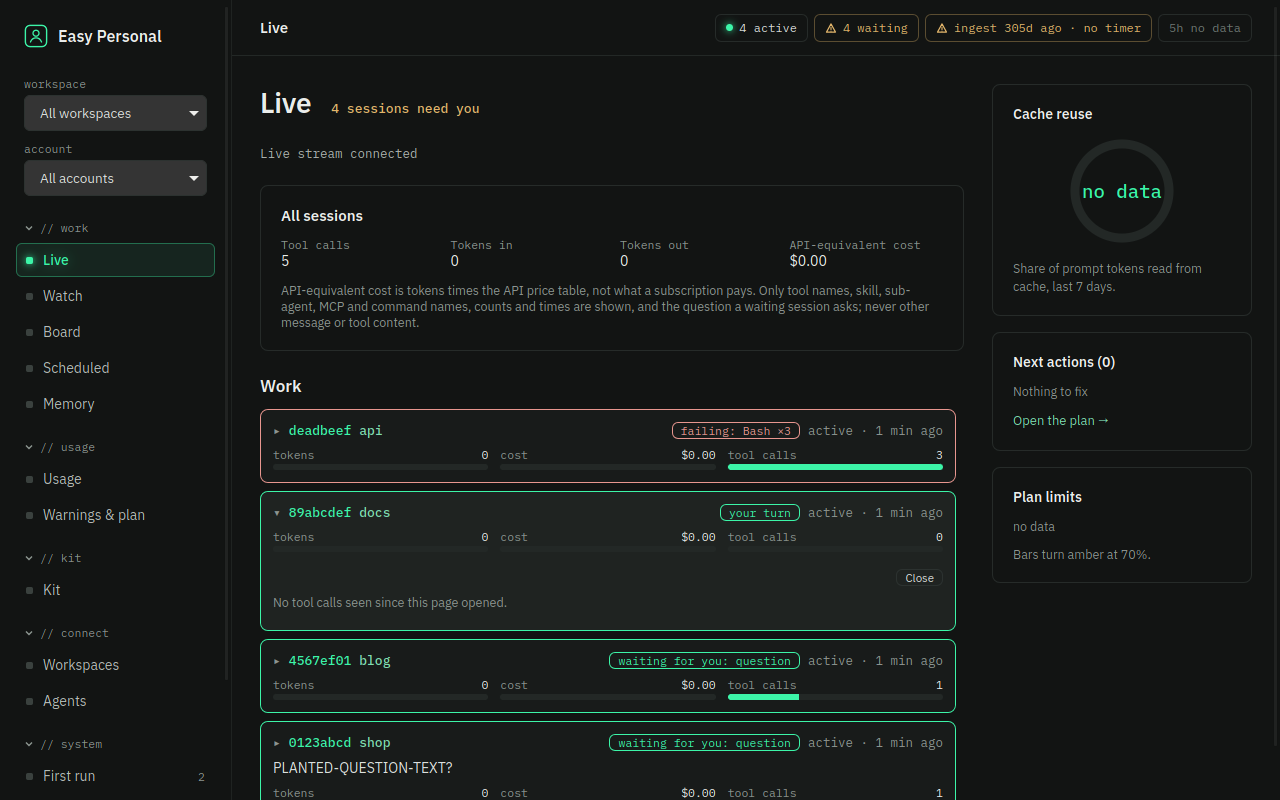 Easy Personal
workspace
All workspaces
account
All accounts
// work
Live
Watch
Board
Scheduled
Memory
// usage
Usage
Warnings & plan
// kit
Kit
// connect
Workspaces
Agents
// system
First run 2
Live
4 active
4 waiting
ingest 305d ago · no timer
5h no data
Live 4 sessions need you
Live stream connected
All sessions
Tool calls Tokens in Tokens out API-equivalent cost
5 0 0 $0.00
API-equivalent cost is tokens times the API price table, not what a subscription pays. Only tool names, skill, sub-
agent, MCP and command names, counts and times are shown, and the question a waiting session asks; never other
message or tool content.
Work
▸ deadbeef api failing: Bash ×3 active · 1 min ago
tokens 0 cost $0.00 tool calls 3
▾ 89abcdef docs your turn active · 1 min ago
tokens 0 cost $0.00 tool calls 0
Close
No tool calls seen since this page opened.
▸ 4567ef01 blog waiting for you: question active · 1 min ago
tokens 0 cost $0.00 tool calls 1
▸ 0123abcd shop waiting for you: question active · 1 min ago
PLANTED-QUESTION-TEXT?
tokens 0 cost $0.00 tool calls 1
Cache reuse
no data
Share of prompt tokens read from
cache, last 7 days.
Next actions (0)
Nothing to fix
Open the plan →
Plan limits
no data
Bars turn amber at 70%.